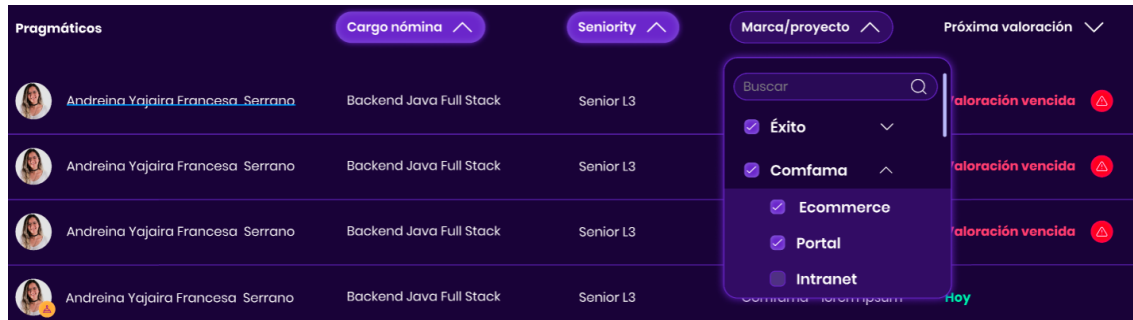 Pragmáticos Cargo nómina Seniority Marca/proyecto Próxima valoración
Buscar
Andreina Yajaira Francesa Serrano Backend Java Full Stack Senior L3 Valoración vencida
Éxito
Andreina Yajaira Francesa Serrano Backend Java Full Stack Senior L3 Comfama Valoración vencida
Ecommerce
Andreina Yajaira Francesa Serrano Backend Java Full Stack Senior L3 Portal Valoración vencida
Intranet
Andreina Yajaira Francesa Serrano Backend Java Full Stack Senior L3 Comfama - lorem ipsum Hoy